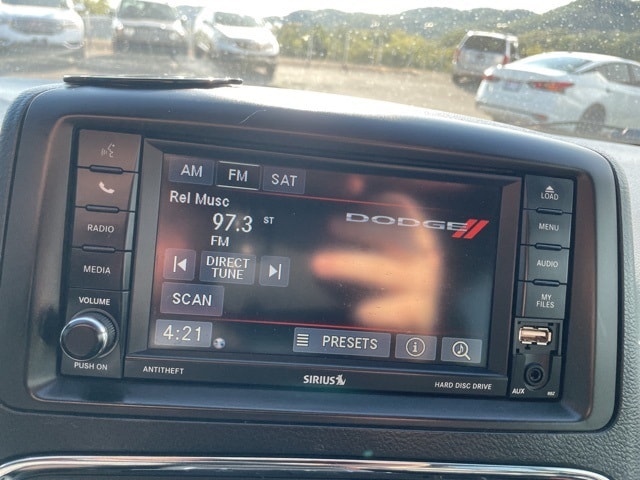 AM FM SAT
Rel Musc
97.3 ST
FM
DODGE
DIRECT
TUNE
SCAN
4:21
PRESETS
RADIO
MEDIA
VOLUME
PUSH ON
LOAD
MENU
AUDIO
MY
FILES
AUX
ANTITHEFT
SIRIUS
HARD DISC DRIVE